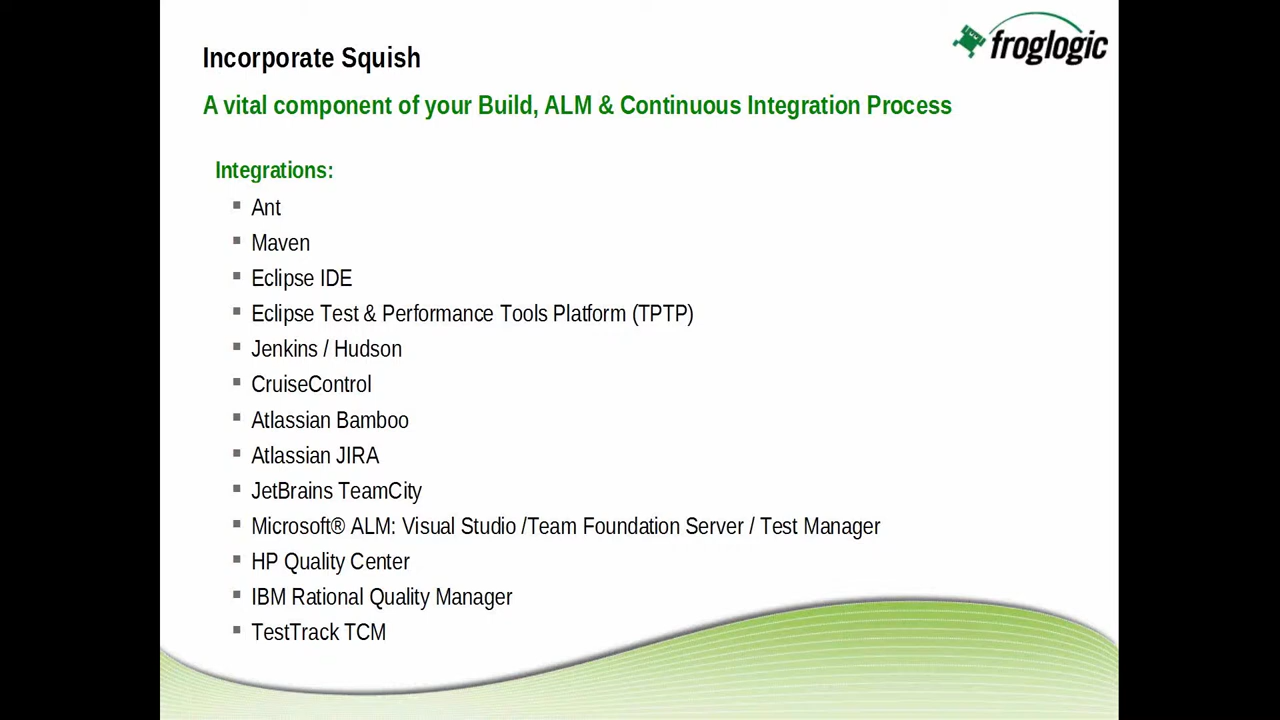 froglogic
Incorporate Squish
A vital component of your Build, ALM & Continuous Integration Process
Integrations:
Ant
Maven
Eclipse IDE
Eclipse Test & Performance Tools Platform (TPTP)
Jenkins / Hudson
CruiseControl
Atlassian Bamboo
Atlassian JIRA
JetBrains TeamCity
Microsoft® ALM: Visual Studio /Team Foundation Server / Test Manager
HP Quality Center
IBM Rational Quality Manager
TestTrack TCM